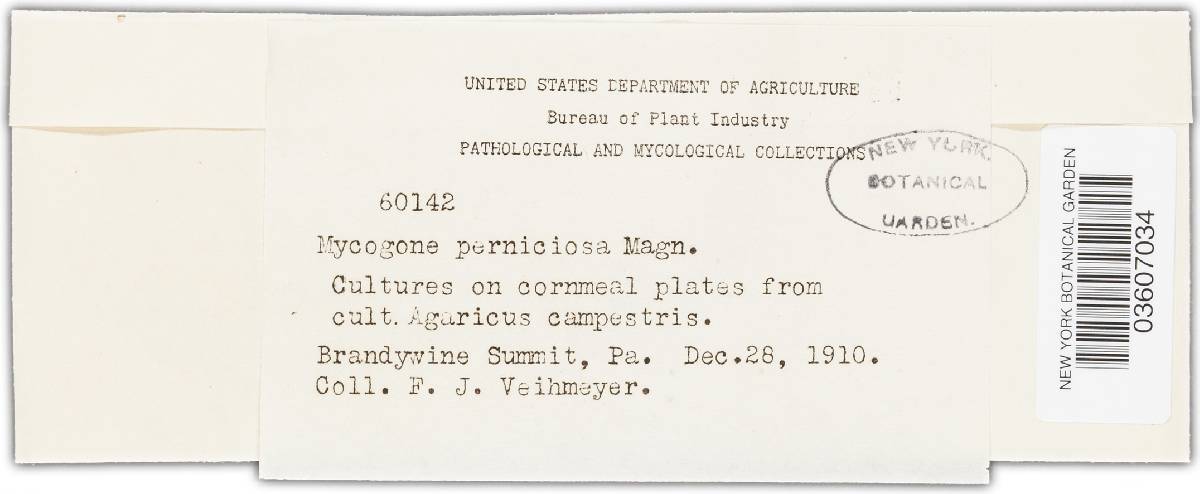 UNITED STATES DEPARTMENT OF AGRICULTURE
Bureau of Plant Industry
PATHOLOGICAL AND MYCOLOGICAL COLLECTIONS
NEW YORK
BOTANICAL
GARDEN.
60142
Mycogone perniciosa Magn.
Cultures on cornmeal plates from
cult. Agaricus campestris.
Brandywine Summit, Pa. Dec.28, 1910.
Coll. F. J. Veihmeyer.
NEW YORK BOTANICAL GARDEN
03607034